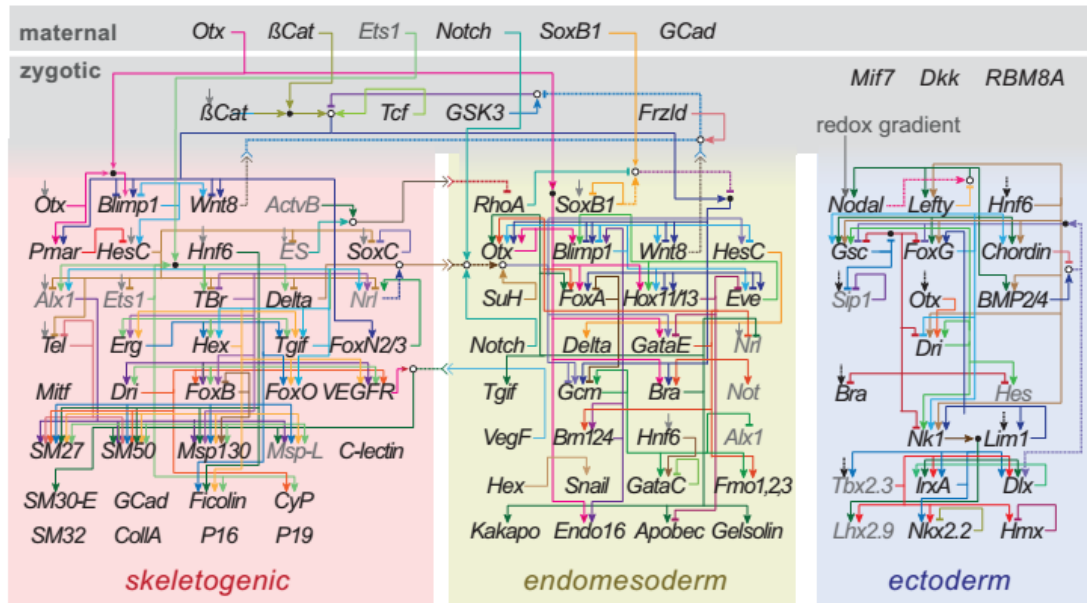 maternal Otx ßCat Ets1 Notch SoxB1 GCad
zygotic Mif7 Dkk RBM8A
ßCat Tcf GSK3 Frzld
redox gradient
Otx Blimp1 Wnt8 ActvB RhoA SoxB1 Nodal Lefty Hnf6
Pmar HesC Hnf6 ES SoxC Otx Blimp1 Wnt8 HesC Gsc FoxG Chordin
Alx1 Ets1 TBr Delta Nrl SuH FoxA Hox11/13 Eve Sip1 Otx BMP2/4
Tel Erg Hex Tgif FoxN2/3 Notch Delta GataE Nrl Dri
Mitf Dri FoxB FoxO VEGFR Tgif Gcm Bra Not Bra Hes
SM27 SM50 Msp130 Msp-L C-lectin VegF Brn124 Hnf6 Alx1 Nk1 Lim1
SM30-E GCad Ficolin CyP Hex Snail GataC Fmo1,2,3 Tbx2.3 IrxA Dlx
SM32 CollA P16 P19 Kakapo Endo16 Apobec Gelsolin Lhx2.9 Nkx2.2 Hmx
skeletogenic endomesoderm ectoderm